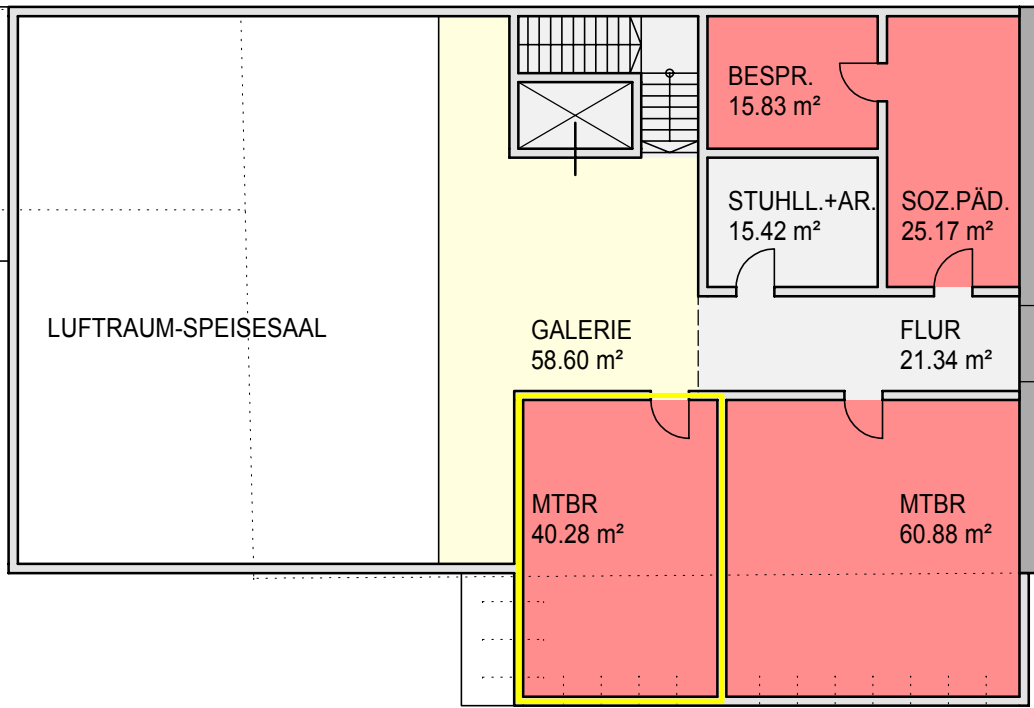 BESPR.
15.83 m²
STUHLL.+AR.
15.42 m²
SOZ.PÄD.
25.17 m²
LUFTRAUM-SPEISESAAL
GALERIE
58.60 m²
FLUR
21.34 m²
MTBR
40.28 m²
MTBR
60.88 m²